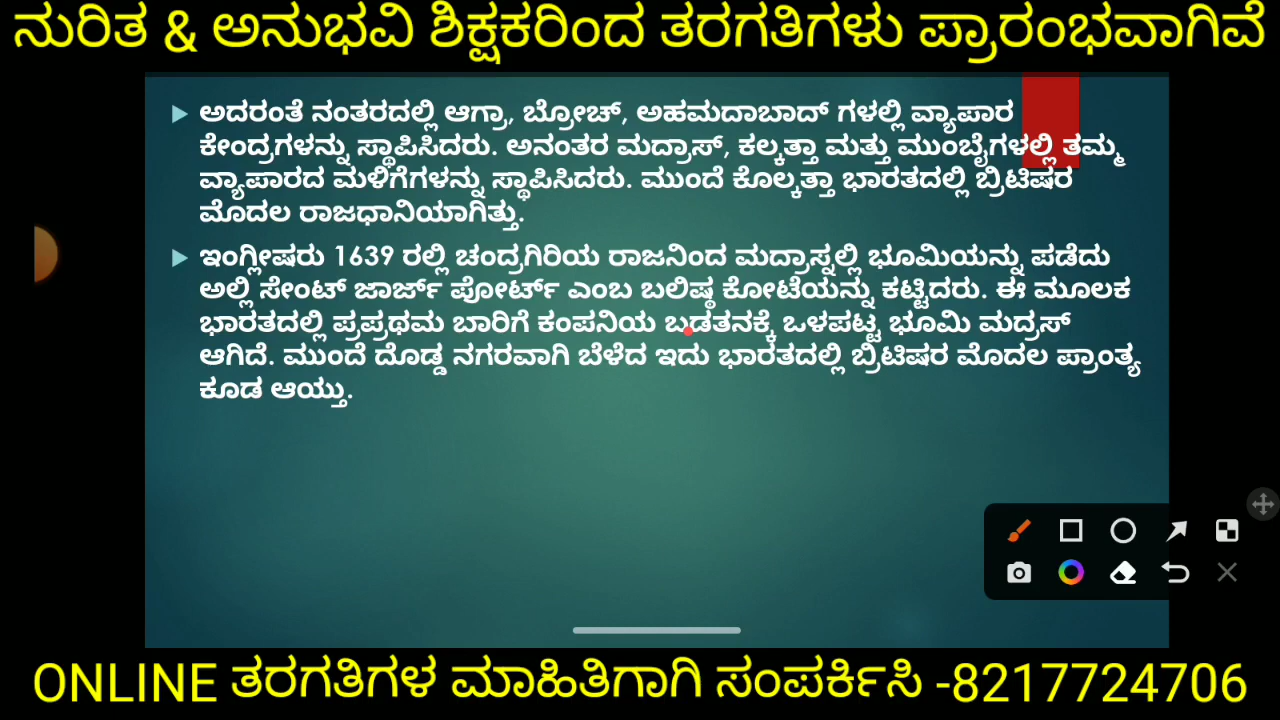 ನುರಿತ & ಅನುಭವಿ ಶಿಕ್ಷಕರಿಂದ ತರಗತಿಗಳು ಪ್ರಾರಂಭವಾಗಿವೆ
ಅದರಂತೆ ನಂತರದಲ್ಲಿ ಆಗ್ರಾ, ಬ್ರೋಚ್, ಅಹಮದಾಬಾದ್ ಗಳಲ್ಲಿ ವ್ಯಾಪಾರ
ಕೇಂದ್ರಗಳನ್ನು ಸ್ಥಾಪಿಸಿದರು. ಅನಂತರ ಮದ್ರಾಸ್, ಕಲ್ಕತ್ತಾ ಮತ್ತು ಮುಂಬೈಗಳಲ್ಲಿ ತಮ್ಮ
ವ್ಯಾಪಾರದ ಮಳಿಗೆಗಳನ್ನು ಸ್ಥಾಪಿಸಿದರು. ಮುಂದೆ ಕೊಲ್ಕತ್ತಾ ಭಾರತದಲ್ಲಿ ಬ್ರಿಟಿಷರ
ಮೊದಲ ರಾಜಧಾನಿಯಾಗಿತ್ತು.
ಇಂಗ್ಲೀಷರು 1639 ರಲ್ಲಿ ಚಂದ್ರಗಿರಿಯ ರಾಜನಿಂದ ಮದ್ರಾಸ್ನಲ್ಲಿ ಭೂಮಿಯನ್ನು ಪಡೆದು
ಅಲ್ಲಿ ಸೇಂಟ್ ಜಾರ್ಜ್ ಪೋರ್ಟ್ ಎಂಬ ಬಲಿಷ್ಠ ಕೋಟೆಯನ್ನು ಕಟ್ಟಿದರು. ಈ ಮೂಲಕ
ಭಾರತದಲ್ಲಿ ಪ್ರಪ್ರಥಮ ಬಾರಿಗೆ ಕಂಪನಿಯ ಬಡತನಕ್ಕೆ ಒಳಪಟ್ಟ ಭೂಮಿ ಮದ್ರಸ್
ಆಗಿದೆ. ಮುಂದೆ ದೊಡ್ಡ ನಗರವಾಗಿ ಬೆಳೆದ ಇದು ಭಾರತದಲ್ಲಿ ಬ್ರಿಟಿಷರ ಮೊದಲ ಪ್ರಾಂತ್ಯ
ಕೂಡ ಆಯ್ತು.
ONLINE ತರಗತಿಗಳ ಮಾಹಿತಿಗಾಗಿ ಸಂಪರ್ಕಿಸಿ -8217724706